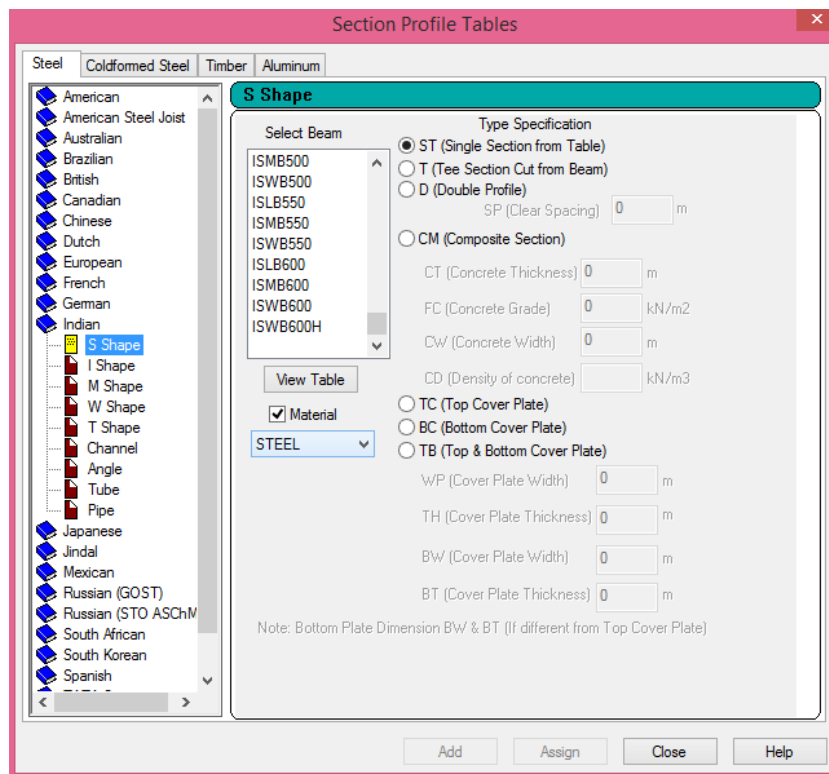 Section Profile Tables
Steel
Coldformed Steel
Timber
Aluminum
American
American Steel Joist
Australian
Brazilian
British
Canadian
Chinese
Dutch
European
French
German
Indian
S Shape
I Shape
M Shape
W Shape
T Shape
Channel
Angle
Tube
Pipe
Japanese
Jindal
Mexican
Russian (GOST)
Russian (STO ASChM
South African
South Korean
Spanish
S Shape
Select Beam
ISMB500
ISWB500
ISLB550
ISMB550
ISWB550
ISLB600
ISMB600
ISWB600
ISWB600H
View Table
Material
STEEL
Type Specification
ST (Single Section from Table)
T (Tee Section Cut from Beam)
D (Double Profile)
SP (Clear Spacing) 0 m
CM (Composite Section)
CT (Concrete Thickness) 0 m
FC (Concrete Grade) 0 kN/m2
CW (Concrete Width) 0 m
CD (Density of concrete) kN/m3
TC (Top Cover Plate)
BC (Bottom Cover Plate)
TB (Top & Bottom Cover Plate)
WP (Cover Plate Width) 0 m
TH (Cover Plate Thickness) 0 m
BW (Cover Plate Width) 0 m
BT (Cover Plate Thickness) 0 m
Note: Bottom Plate Dimension BW & BT (If different from Top Cover Plate)
Add
Assign
Close
Help